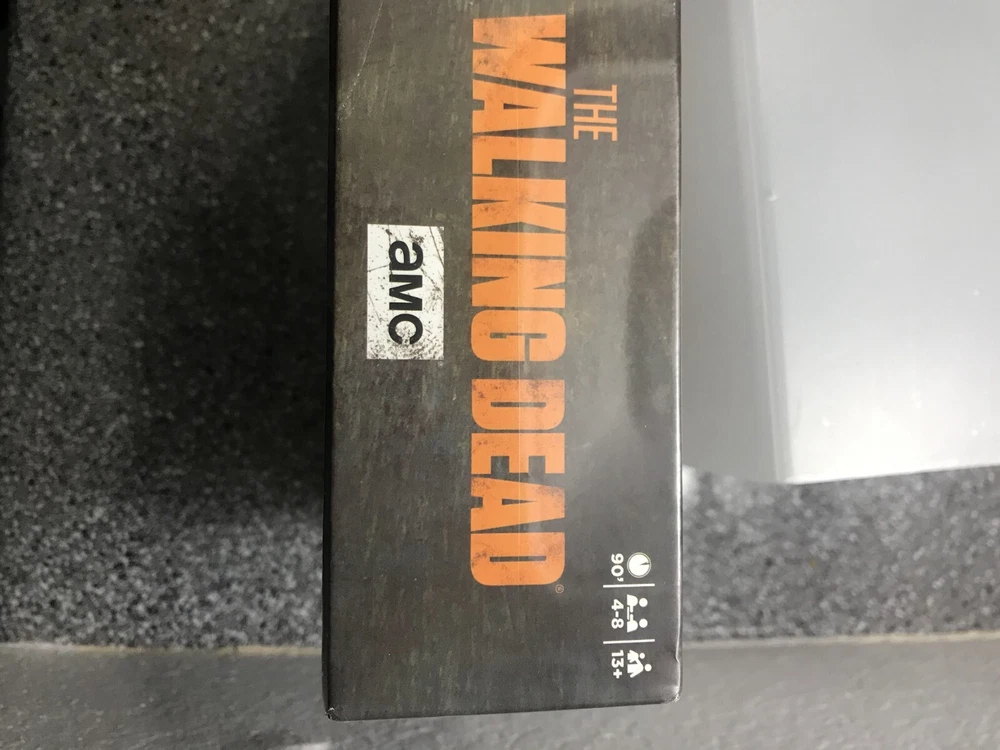 THE
WALKING DEAD®
aMC
90' 4-8 13+